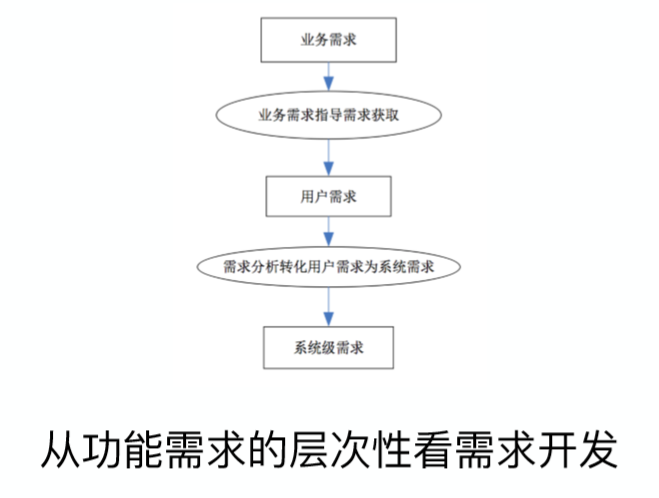 业务需求
业务需求指导需求获取
用户需求
需求分析转化用户需求为系统需求
系统级需求
从功能需求的层次性看需求开发